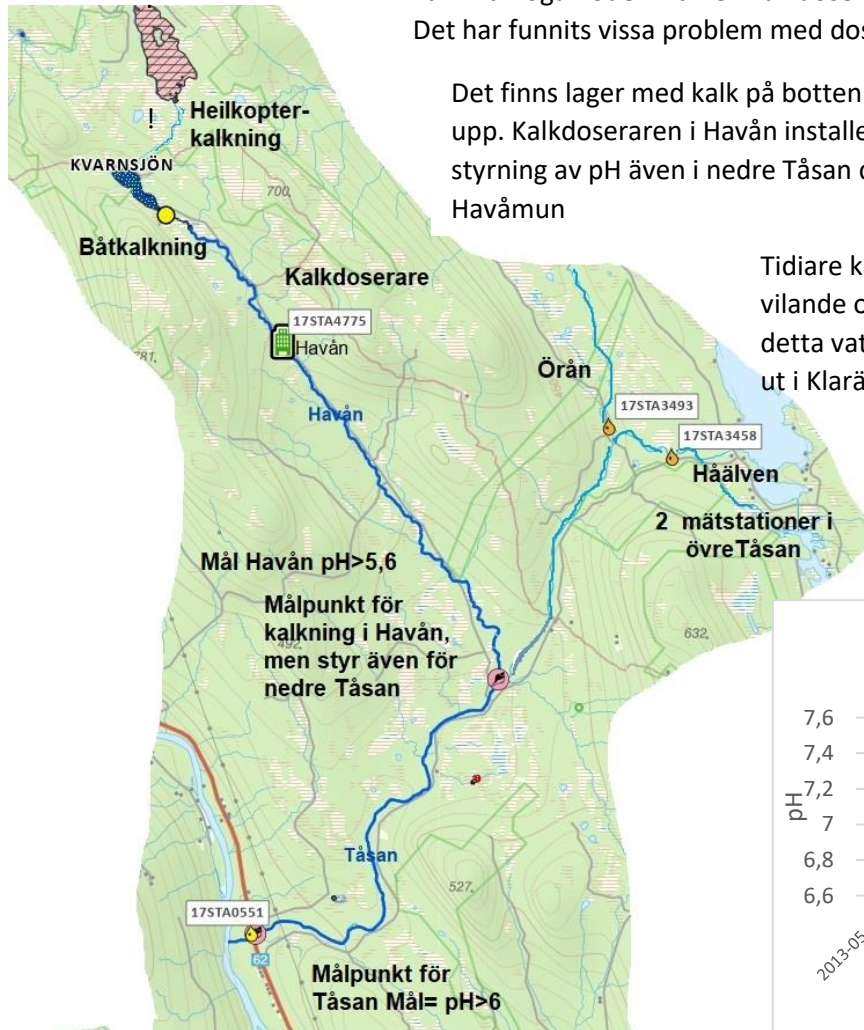 Det har funnits vissa problem med dos
Det finns lager med kalk på botten
upp. Kalkdoseraren i Havån installe
styrning av pH även i nedre Tåsan
Havåmun
Tidiare k
vilande
detta vat
ut i Klarä
Heilkopter-
kalkning
!
KVARNSJÖN
700
Båtkalkning
Kalkdoserare
17STA4775
Havån
781
Havån
Örån
17STA3493
17STA3458
Håälven
2 mätstationer i
övreTåsan
Mål Havån pH>5,6
Målpunkt för
kalkning i Havån,
men styr även för
nedre Tåsan
492
632
Tåsan
527
17STA0551
62
Målpunkt för
Tåsan Mål= pH>6
7,6
7,4
7,2
7
6,8
6,6
pH
2013-05